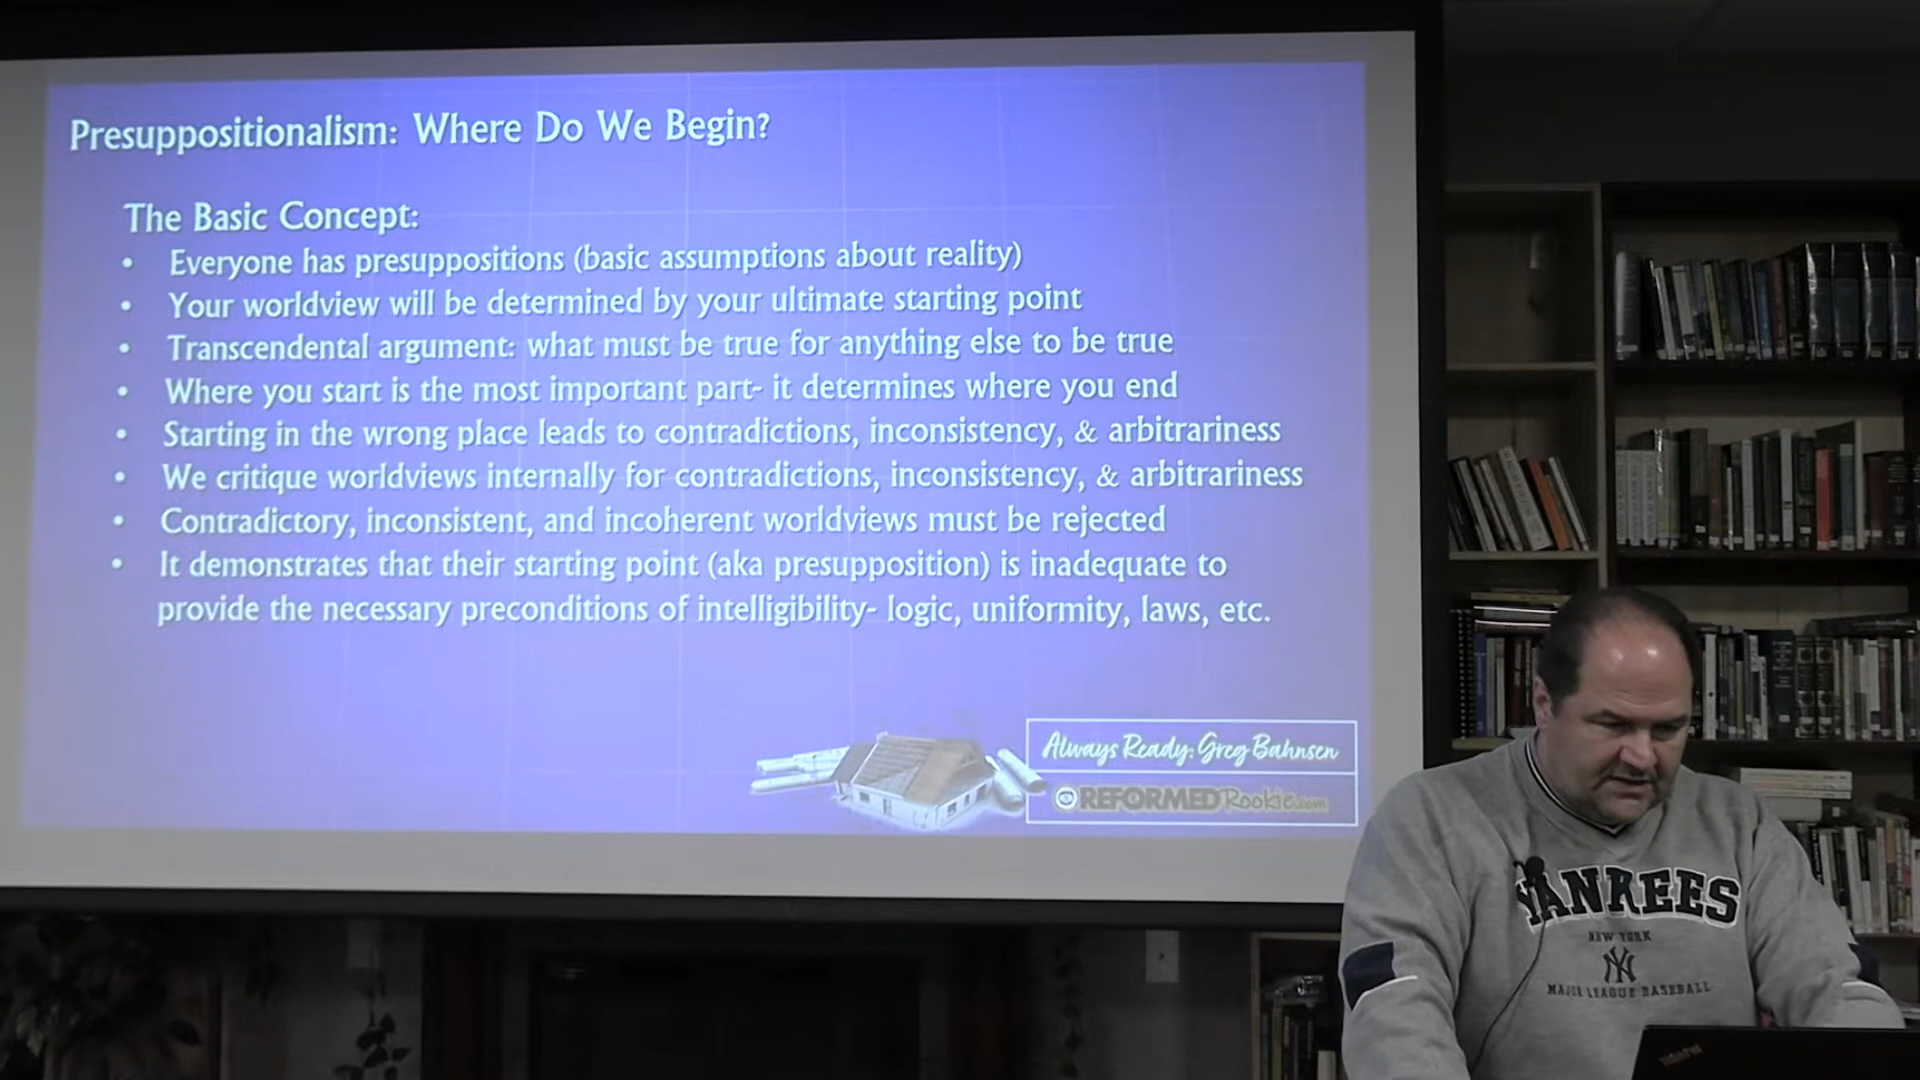 Presuppositionalism: Where Do We Begin?
The Basic Concept:
• Everyone has presuppositions (basic assumptions about reality)
• Your worldview will be determined by your ultimate starting point
• Transcendental argument: what must be true for anything else to be true
• Where you start is the most important part- it determines where you end
• Starting in the wrong place leads to contradictions, inconsistency, & arbitrariness
• We critique worldviews internally for contradictions, inconsistency, & arbitrariness
• Contradictory, inconsistent, and incoherent worldviews must be rejected
• It demonstrates that their starting point (aka presupposition) is inadequate to
provide the necessary preconditions of intelligibility- logic, uniformity, laws, etc.
Always Ready: Greg Bahnsen
REFORMEDRookie.com
YANKEES
NEW YORK
NY
MAJOR LEAGUE BASEBALL
ThinkPad